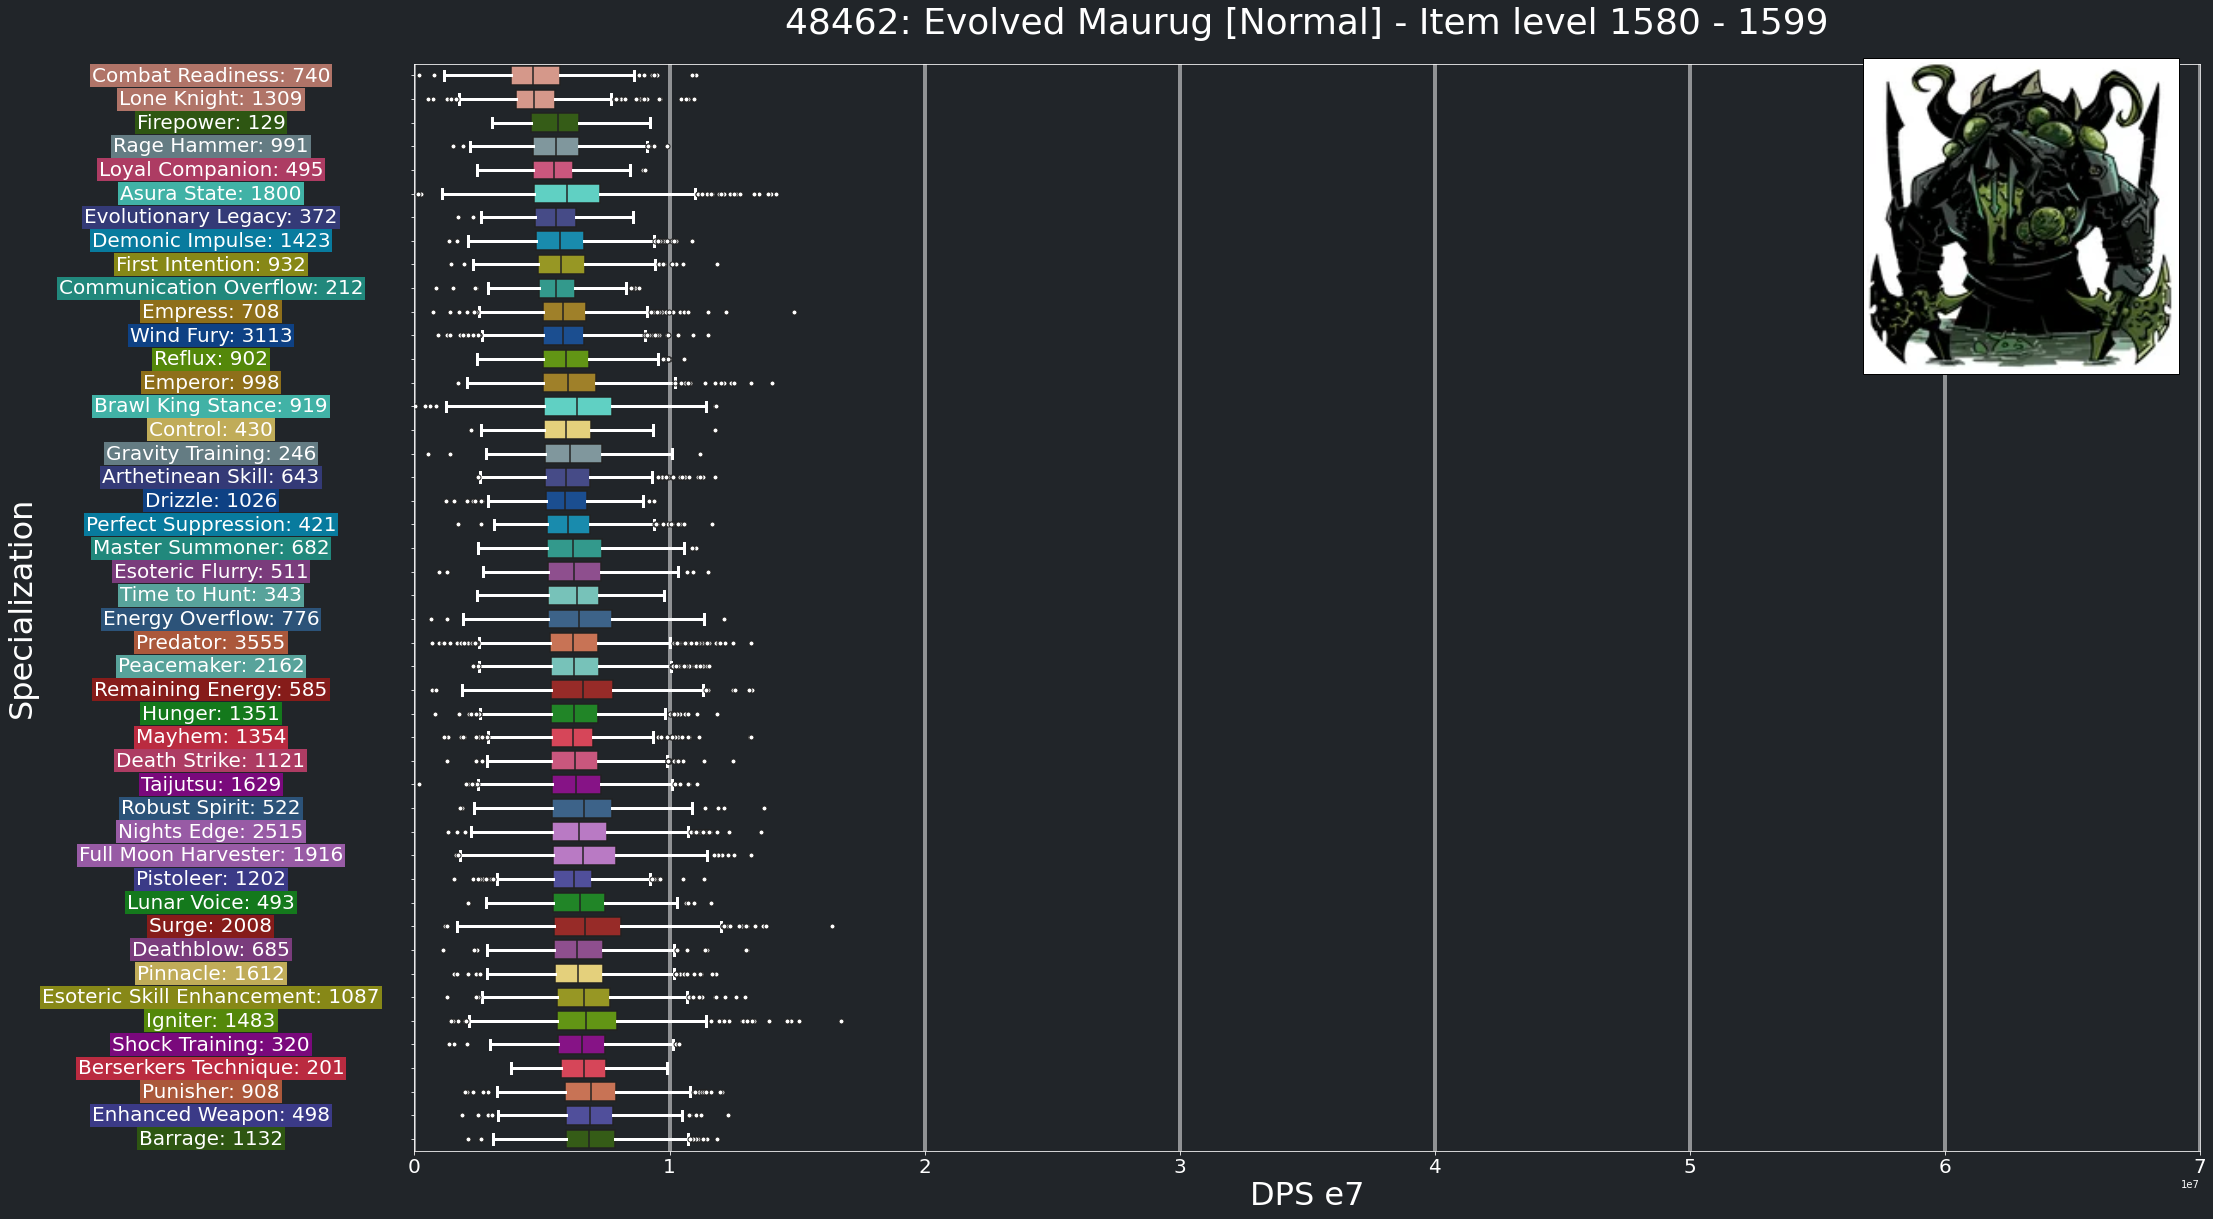 48462: Evolved Maurug [Normal] - Item level 1580 - 1599
Specialization
Combat Readiness: 740
Lone Knight: 1309
Firepower: 129
Rage Hammer: 991
Loyal Companion: 495
Asura State: 1800
Evolutionary Legacy: 372
Demonic Impulse: 1423
First Intention: 932
Communication Overflow: 212
Empress: 708
Wind Fury: 3113
Reflux: 902
Emperor: 998
Brawl King Stance: 919
Control: 430
Gravity Training: 246
Arthetinean Skill: 643
Drizzle: 1026
Perfect Suppression: 421
Master Summoner: 682
Esoteric Flurry: 511
Time to Hunt: 343
Energy Overflow: 776
Predator: 3555
Peacemaker: 2162
Remaining Energy: 585
Hunger: 1351
Mayhem: 1354
Death Strike: 1121
Taijutsu: 1629
Robust Spirit: 522
Nights Edge: 2515
Full Moon Harvester: 1916
Pistoleer: 1202
Lunar Voice: 493
Surge: 2008
Deathblow: 685
Pinnacle: 1612
Esoteric Skill Enhancement: 1087
Igniter: 1483
Shock Training: 320
Berserkers Technique: 201
Punisher: 908
Enhanced Weapon: 498
Barrage: 1132
0 1 2 3 4 5 6 7
1e7
DPS e7